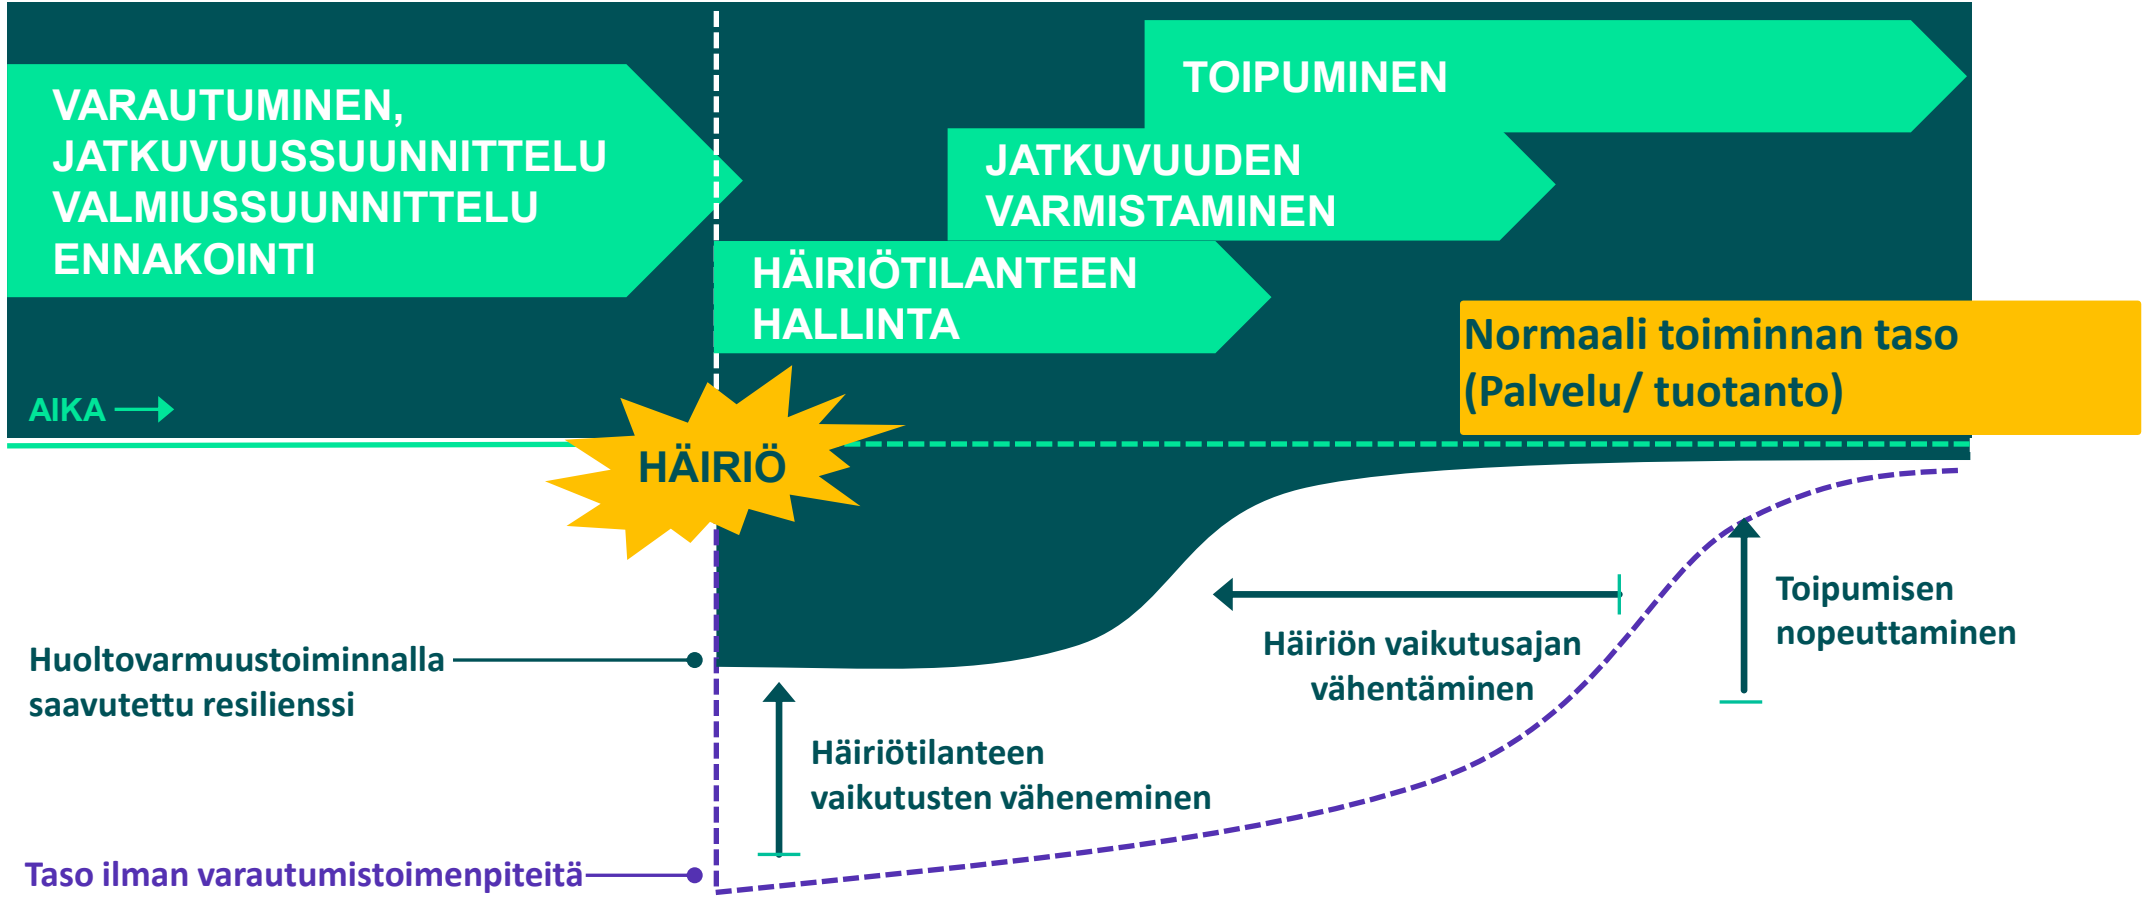 VARAUTUMINEN,
JATKUVUUSSUUNNITTELU
VALMIUSSUUNNITTELU
ENNAKOINTI
TOIPUMINEN
JATKUVUUDEN
VARMISTAMINEN
HÄIRIÖTILANTEEN
HALLINTA
Normaali toiminnan taso
(Palvelu/ tuotanto)
AIKA
HÄIRIÖ
Toipumisen
nopeuttaminen
Häiriön vaikutusajan
vähentäminen
Huoltovarmuustoiminnalla
saavutettu resilienssi
Häiriötilanteen
vaikutusten väheneminen
Taso ilman varautumistoimenpiteitä